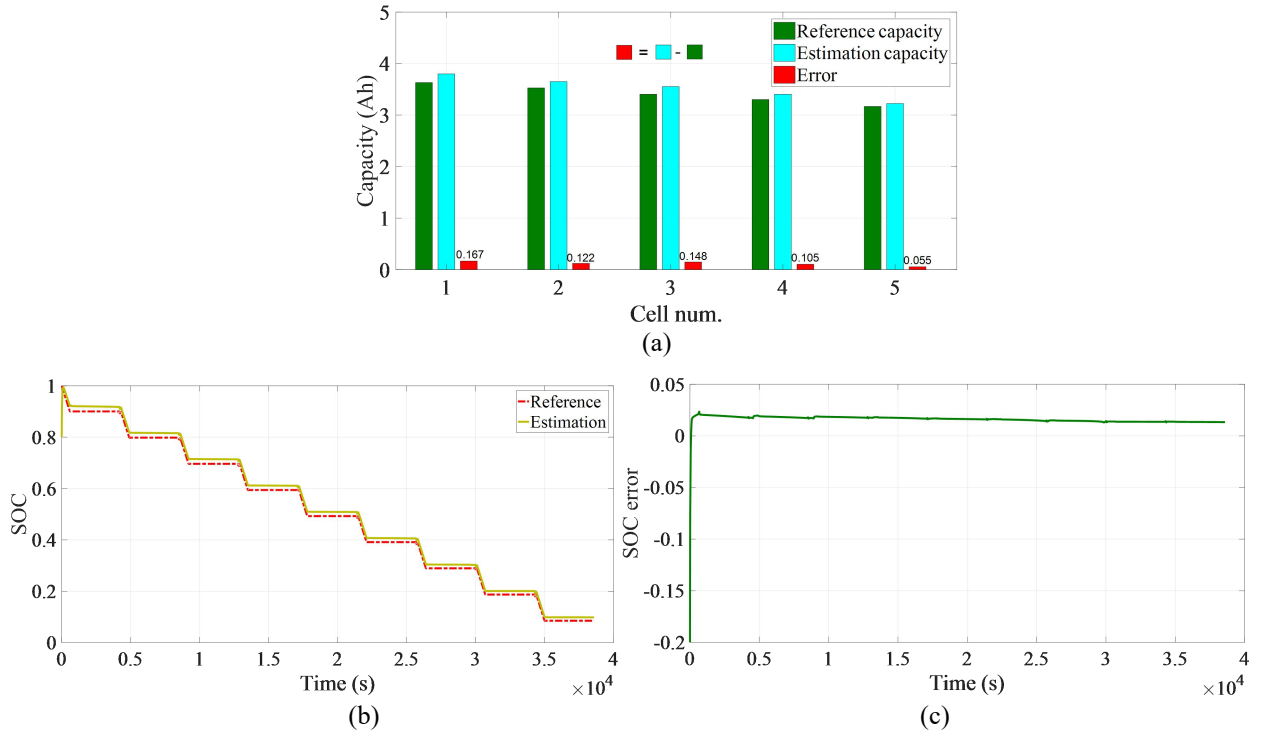 Reference capacity
Estimation capacity
Error
= -
Capacity (Ah)
5
4
3
2
1
0
0.167
0.122
0.148
0.105
0.055
1 2 3 4 5
Cell num.
(a)
SOC
1
0.8
0.6
0.4
0.2
0
Reference
Estimation
0 0.5 1 1.5 2 2.5 3 3.5 4
Time (s)
×10⁴
(b)
SOC error
0.05
0
-0.05
-0.1
-0.15
-0.2
0 0.5 1 1.5 2 2.5 3 3.5 4
Time (s)
×10⁴
(c)